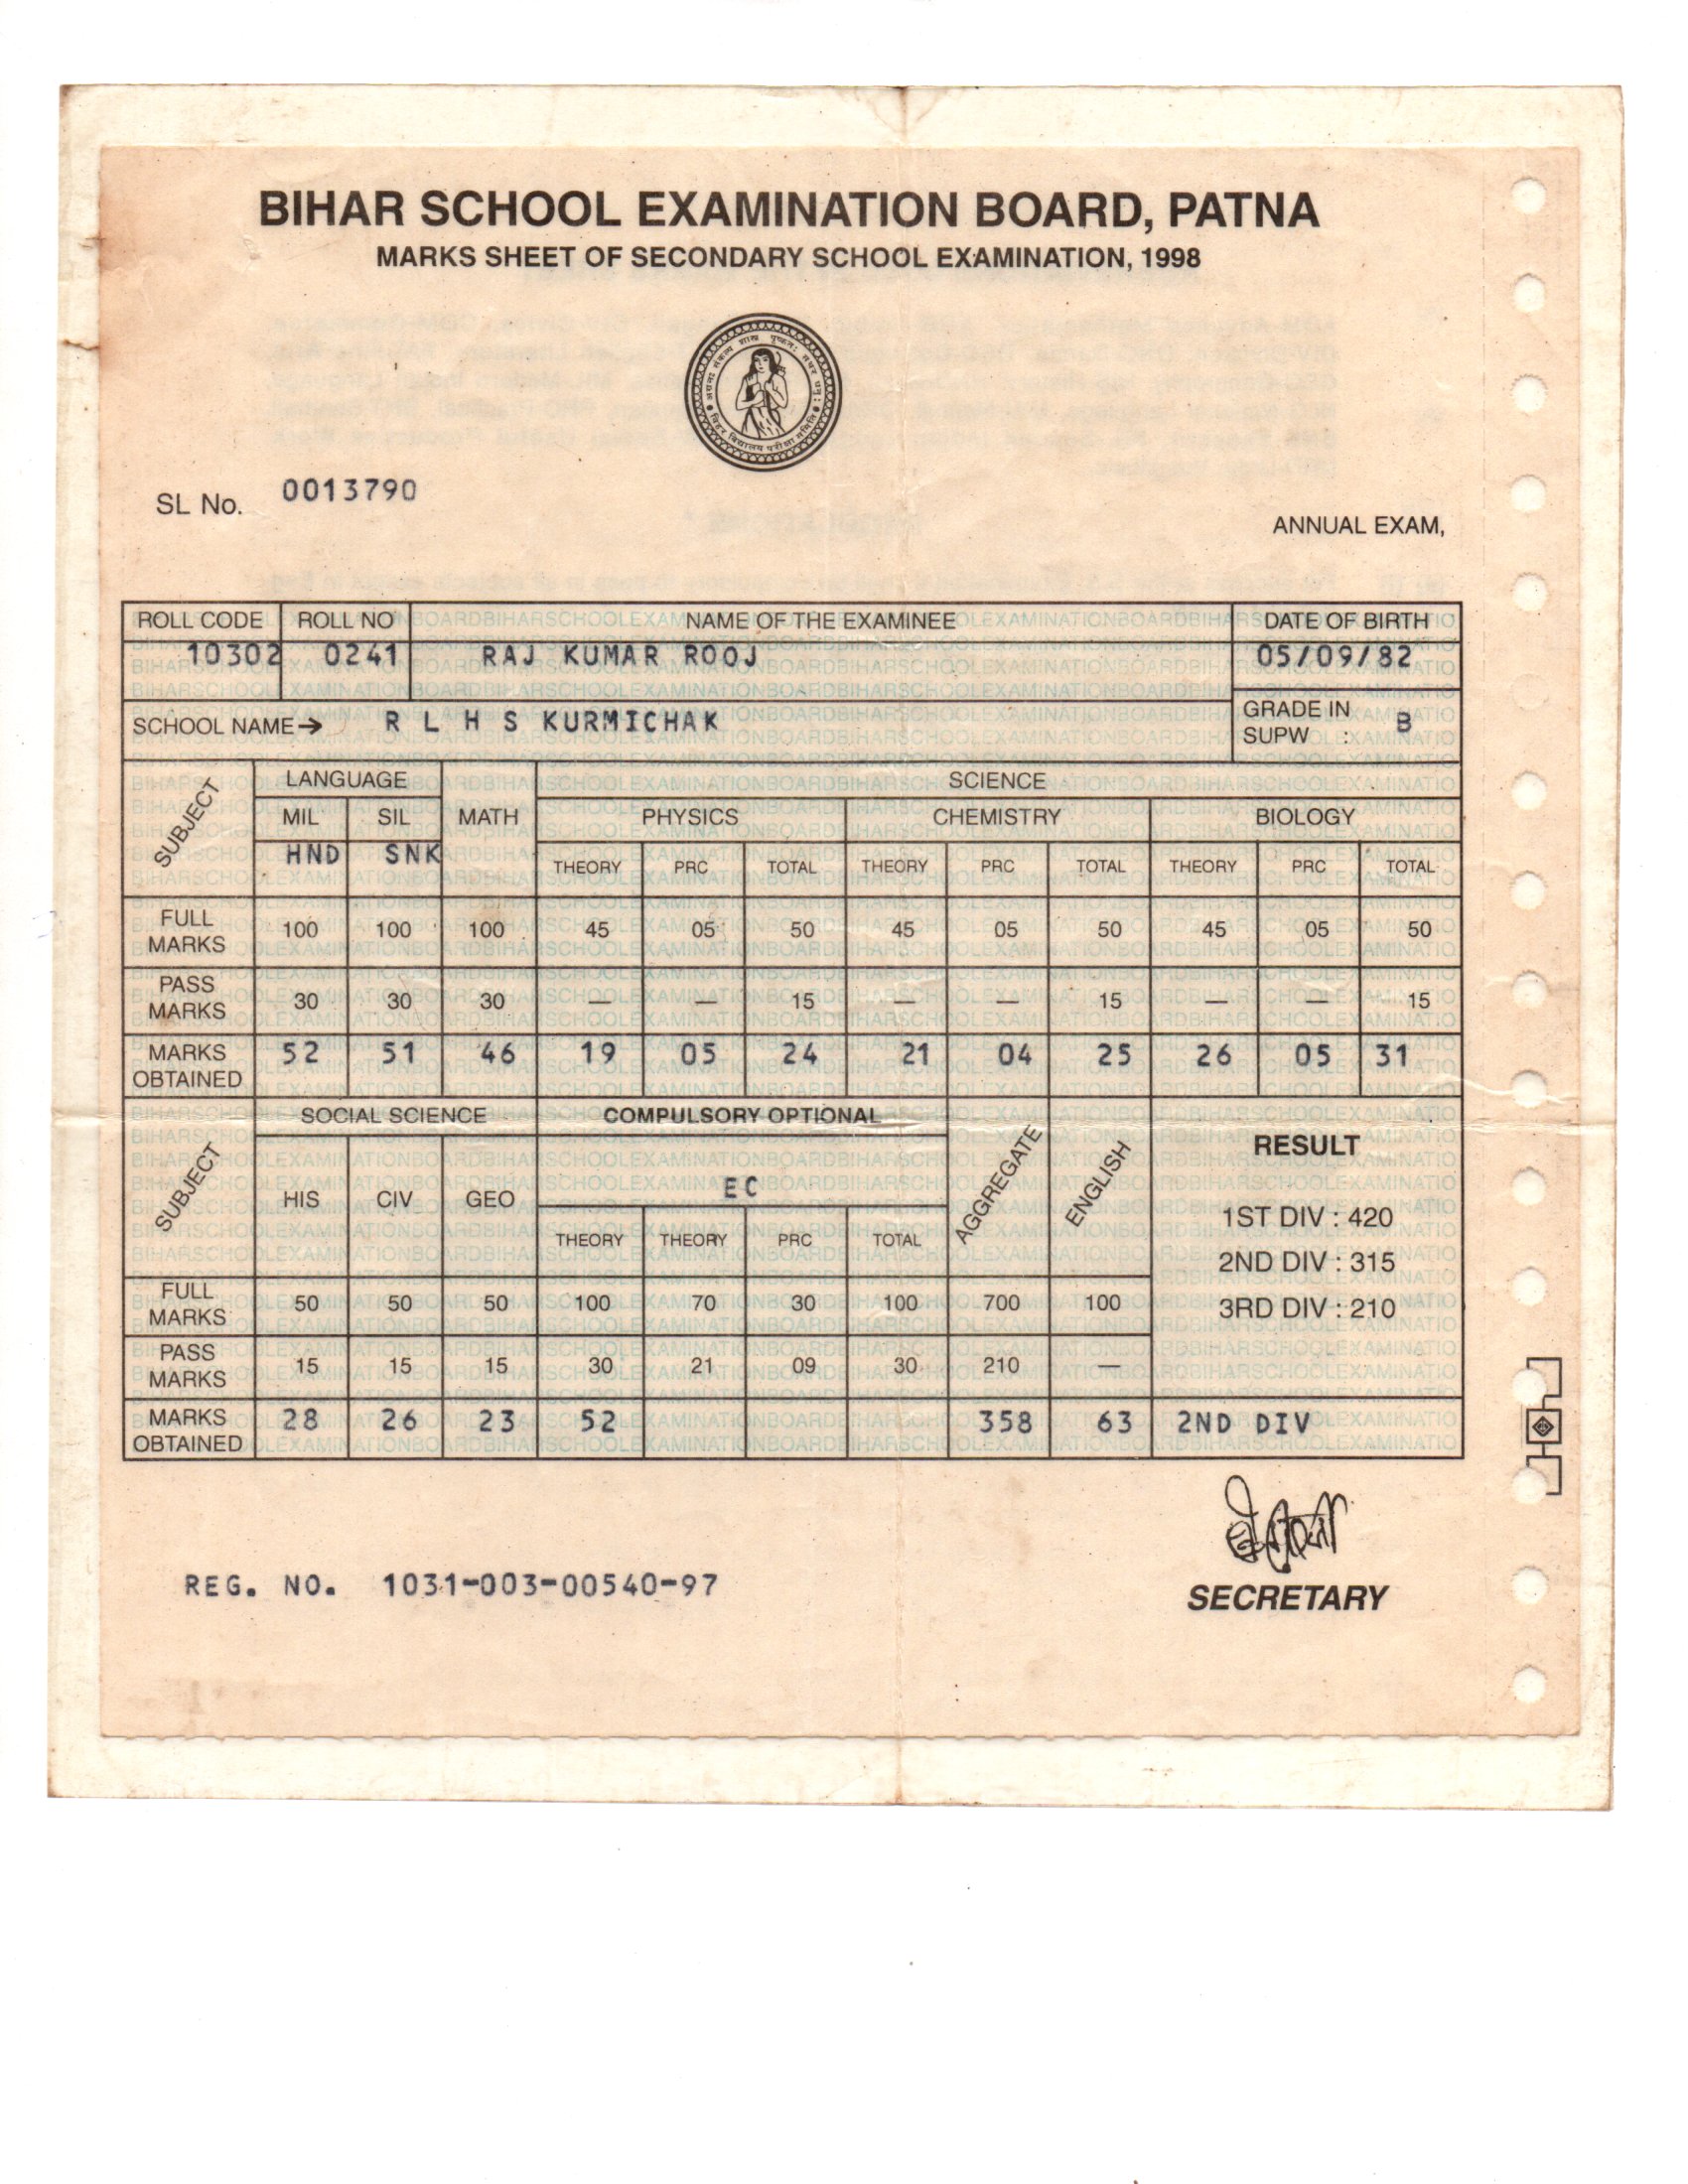 BIHAR SCHOOL EXAMINATION BOARD, PATNA
MARKS SHEET OF SECONDARY SCHOOL EXAMINATION, 1998
SL No. 0013790
ANNUAL EXAM,
ROLL CODE ROLL NO NAME OF THE EXAMINEE DATE OF BIRTH
10302 0241 RAJ KUMAR ROOJ 05/09/82
SCHOOL NAME→ R L H S KURMICHAK GRADE IN SUPW : B
SUBJECT LANGUAGE SCIENCE
MIL SIL MATH PHYSICS CHEMISTRY BIOLOGY
HND SNK THEORY PRC TOTAL THEORY PRC TOTAL THEORY PRC TOTAL
FULL MARKS 100 100 100 45 05 50 45 05 50 45 05 50
PASS MARKS 30 30 30 — — 15 — — 15 — — 15
MARKS OBTAINED 52 51 46 19 05 24 21 04 25 26 05 31
SUBJECT SOCIAL SCIENCE COMPULSORY OPTIONAL AGGREGATE ENGLISH RESULT
HIS CIV GEO EC
THEORY THEORY PRC TOTAL
1ST DIV : 420
2ND DIV : 315
3RD DIV : 210
FULL MARKS 50 50 50 100 70 30 100 700 100
PASS MARKS 15 15 15 30 21 09 30 210 —
MARKS OBTAINED 28 26 23 52 358 63 2ND DIV
REG. NO. 1031-003-00540-97
SECRETARY